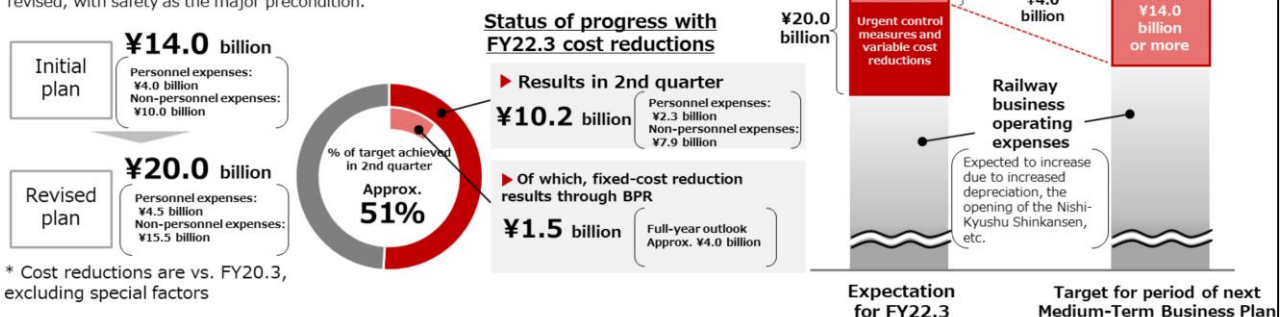 revised, with safety as the major precondition.
Initial
plan
¥14.0 billion
Personnel expenses:
¥4.0 billion
Non-personnel expenses:
¥10.0 billion
Revised
plan
¥20.0 billion
Personnel expenses:
¥4.5 billion
Non-personnel expenses:
¥15.5 billion
* Cost reductions are vs. FY20.3,
excluding special factors
Status of progress with
FY22.3 cost reductions
% of target achieved
in 2nd quarter
Approx.
51%
▶ Results in 2nd quarter
¥10.2 billion
Personnel expenses:
¥2.3 billion
Non-personnel expenses:
¥7.9 billion
▶ Of which, fixed-cost reduction
results through BPR
¥1.5 billion
Full-year outlook
Approx. ¥4.0 billion
¥20.0
billion
Urgent control
measures and
variable cost
reductions
¥4.0
billion
¥14.0
billion
or more
Railway
business
operating
expenses
Expected to increase
due to increased
depreciation, the
opening of the Nishi-
Kyushu Shinkansen,
etc.
Expectation
for FY22.3
Target for period of next
Medium-Term Business Plan